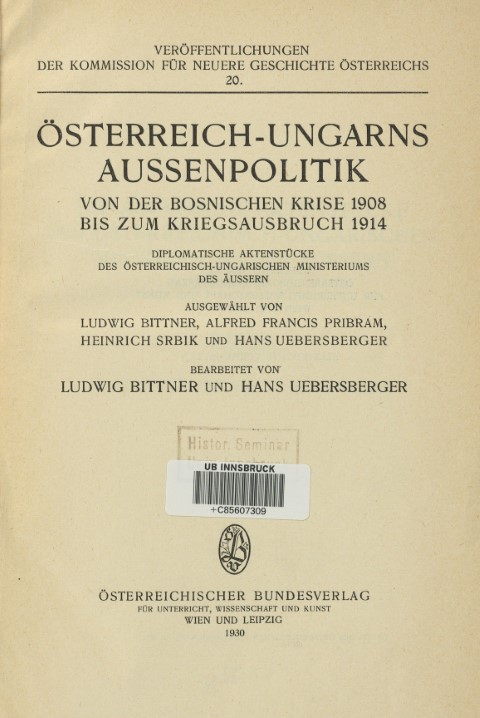 VERÖFFENTLICHUNGEN
DER KOMMISSION FÜR NEUERE GESCHICHTE ÖSTERREICHS
20.
ÖSTERREICH-UNGARNS
AUSSENPOLITIK
VON DER BOSNISCHEN KRISE 1908
BIS ZUM KRIEGSAUSBRUCH 1914
DIPLOMATISCHE AKTENSTÜCKE
DES ÖSTERREICHISCH-UNGARISCHEN MINISTERIUMS
DES ÄUSSERN
AUSGEWÄHLT VON
LUDWIG BITTNER, ALFRED FRANCIS PRIBRAM,
HEINRICH SRBIK UND HANS UEBERSBERGER
BEARBEITET VON
LUDWIG BITTNER UND HANS UEBERSBERGER
Histor. Seminar
UB INNSBRUCK
+C85607309
ÖSTERREICHISCHER BUNDESVERLAG
FÜR UNTERRICHT, WISSENSCHAFT UND KUNST
WIEN UND LEIPZIG
1930